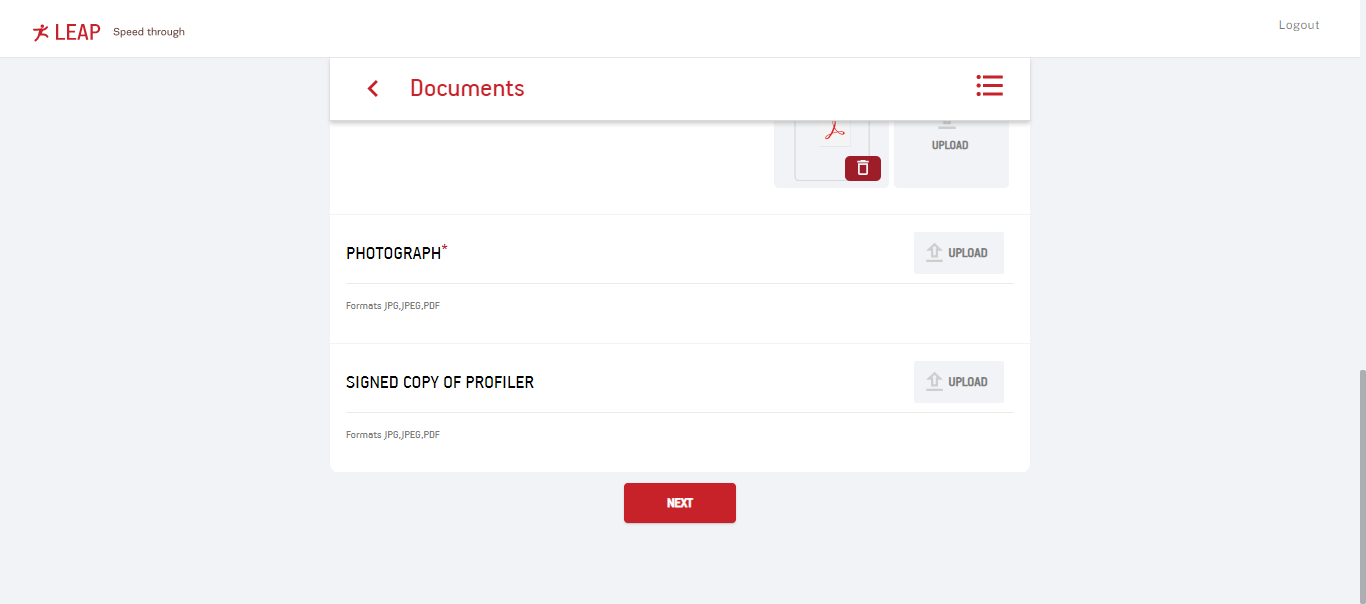 LEAP Speed through
Logout
Documents
UPLOAD
PHOTOGRAPH*
UPLOAD
Formats JPG,JPEG,PDF
SIGNED COPY OF PROFILER
UPLOAD
Formats JPG,JPEG,PDF
NEXT